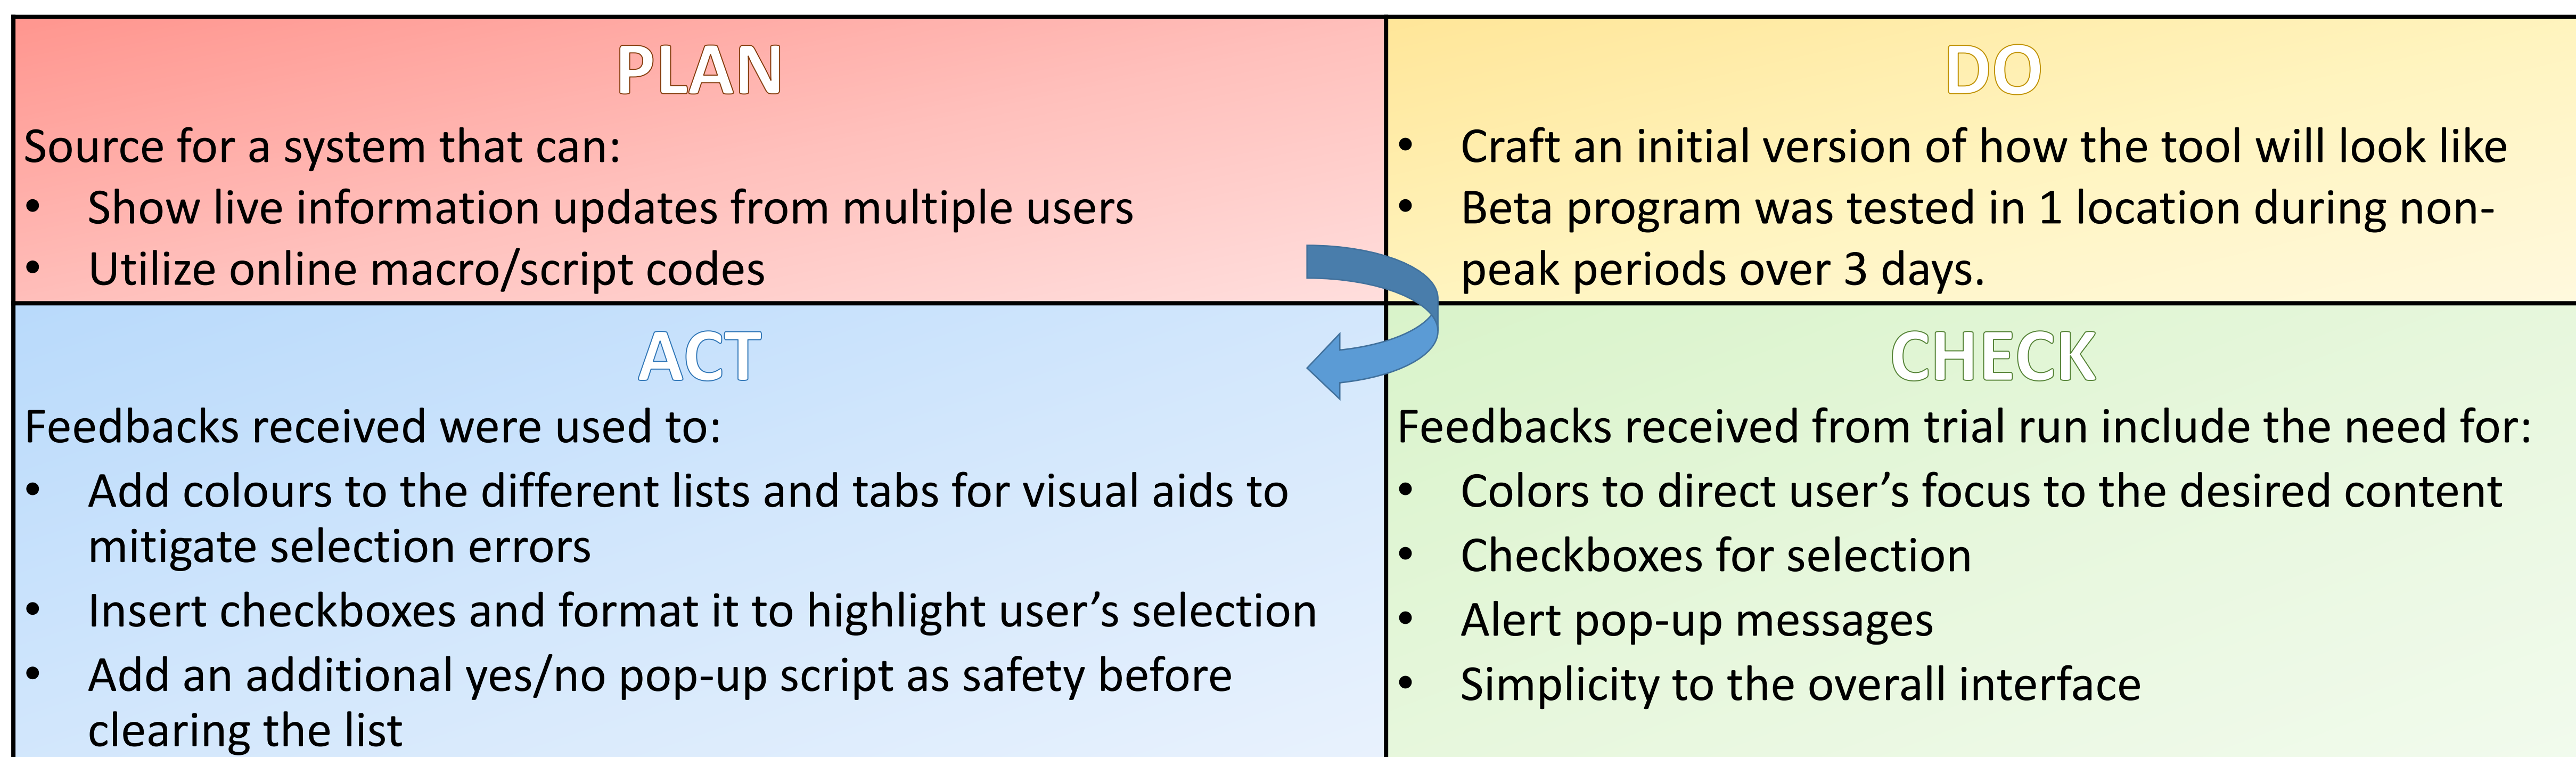 PLAN
Source for a system that can:
• Show live information updates from multiple users
• Utilize online macro/script codes
DO
• Craft an initial version of how the tool will look like
• Beta program was tested in 1 location during non-
peak periods over 3 days.
ACT
Feedbacks received were used to:
• Add colours to the different lists and tabs for visual aids to
mitigate selection errors
• Insert checkboxes and format it to highlight user’s selection
• Add an additional yes/no pop-up script as safety before
clearing the list
CHECK
Feedbacks received from trial run include the need for:
• Colors to direct user’s focus to the desired content
• Checkboxes for selection
• Alert pop-up messages
• Simplicity to the overall interface